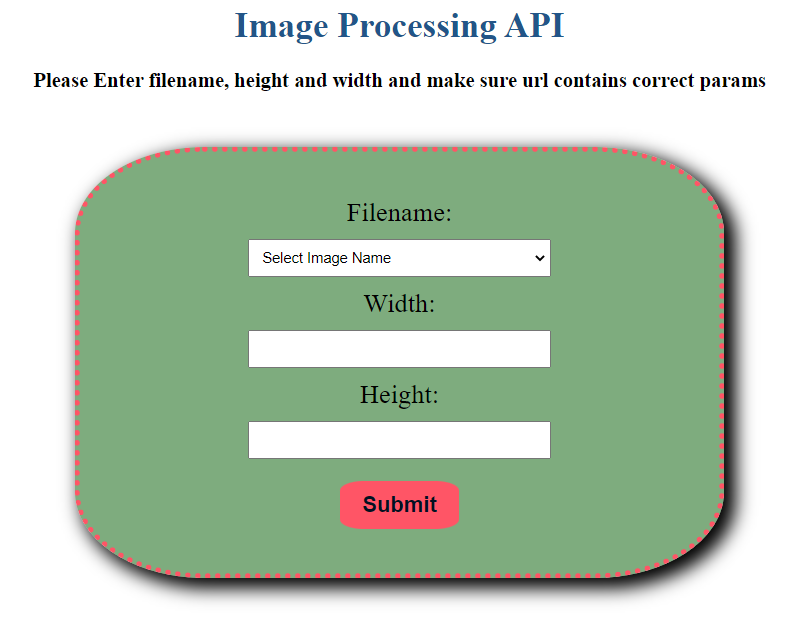 Image Processing API
Please Enter filename, height and width and make sure url contains correct params
Filename:
Select Image Name
Width:
Height:
Submit